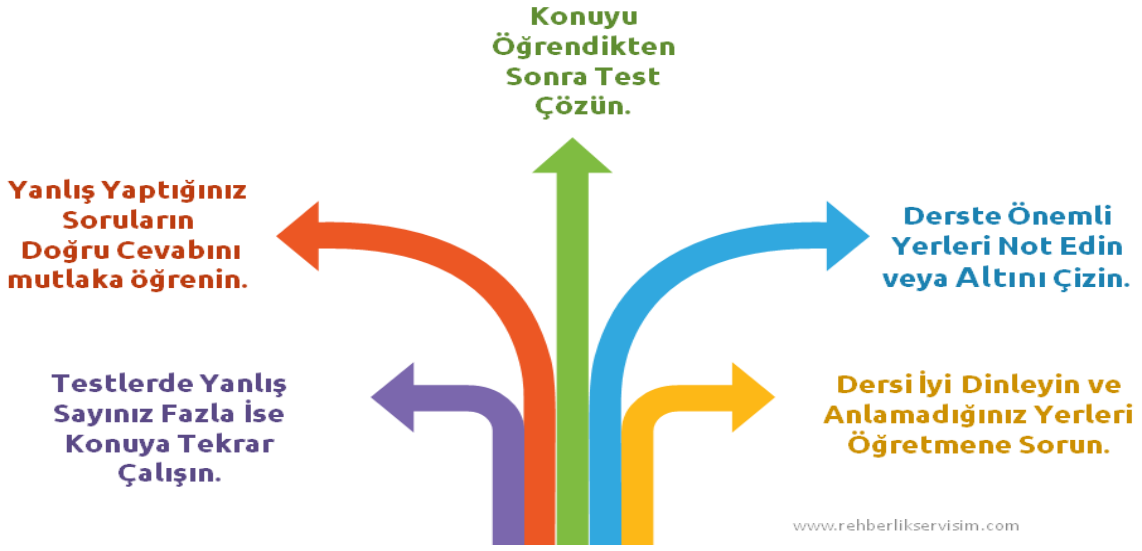 Konuyu
Öğrendikten
Sonra Test
Çözün.
Yanlış Yaptığınız
Soruların
Doğru Cevabını
mutlaka öğrenin.
Derste Önemli
Yerleri Not Edin
veya Altını Çizin.
Testlerde Yanlış
Sayınız Fazla İse
Konuya Tekrar
Çalışın.
Dersi İyi Dinleyin ve
Anlamadığınız Yerleri
Öğretmene Sorun.
www.rehberlikservisim.com